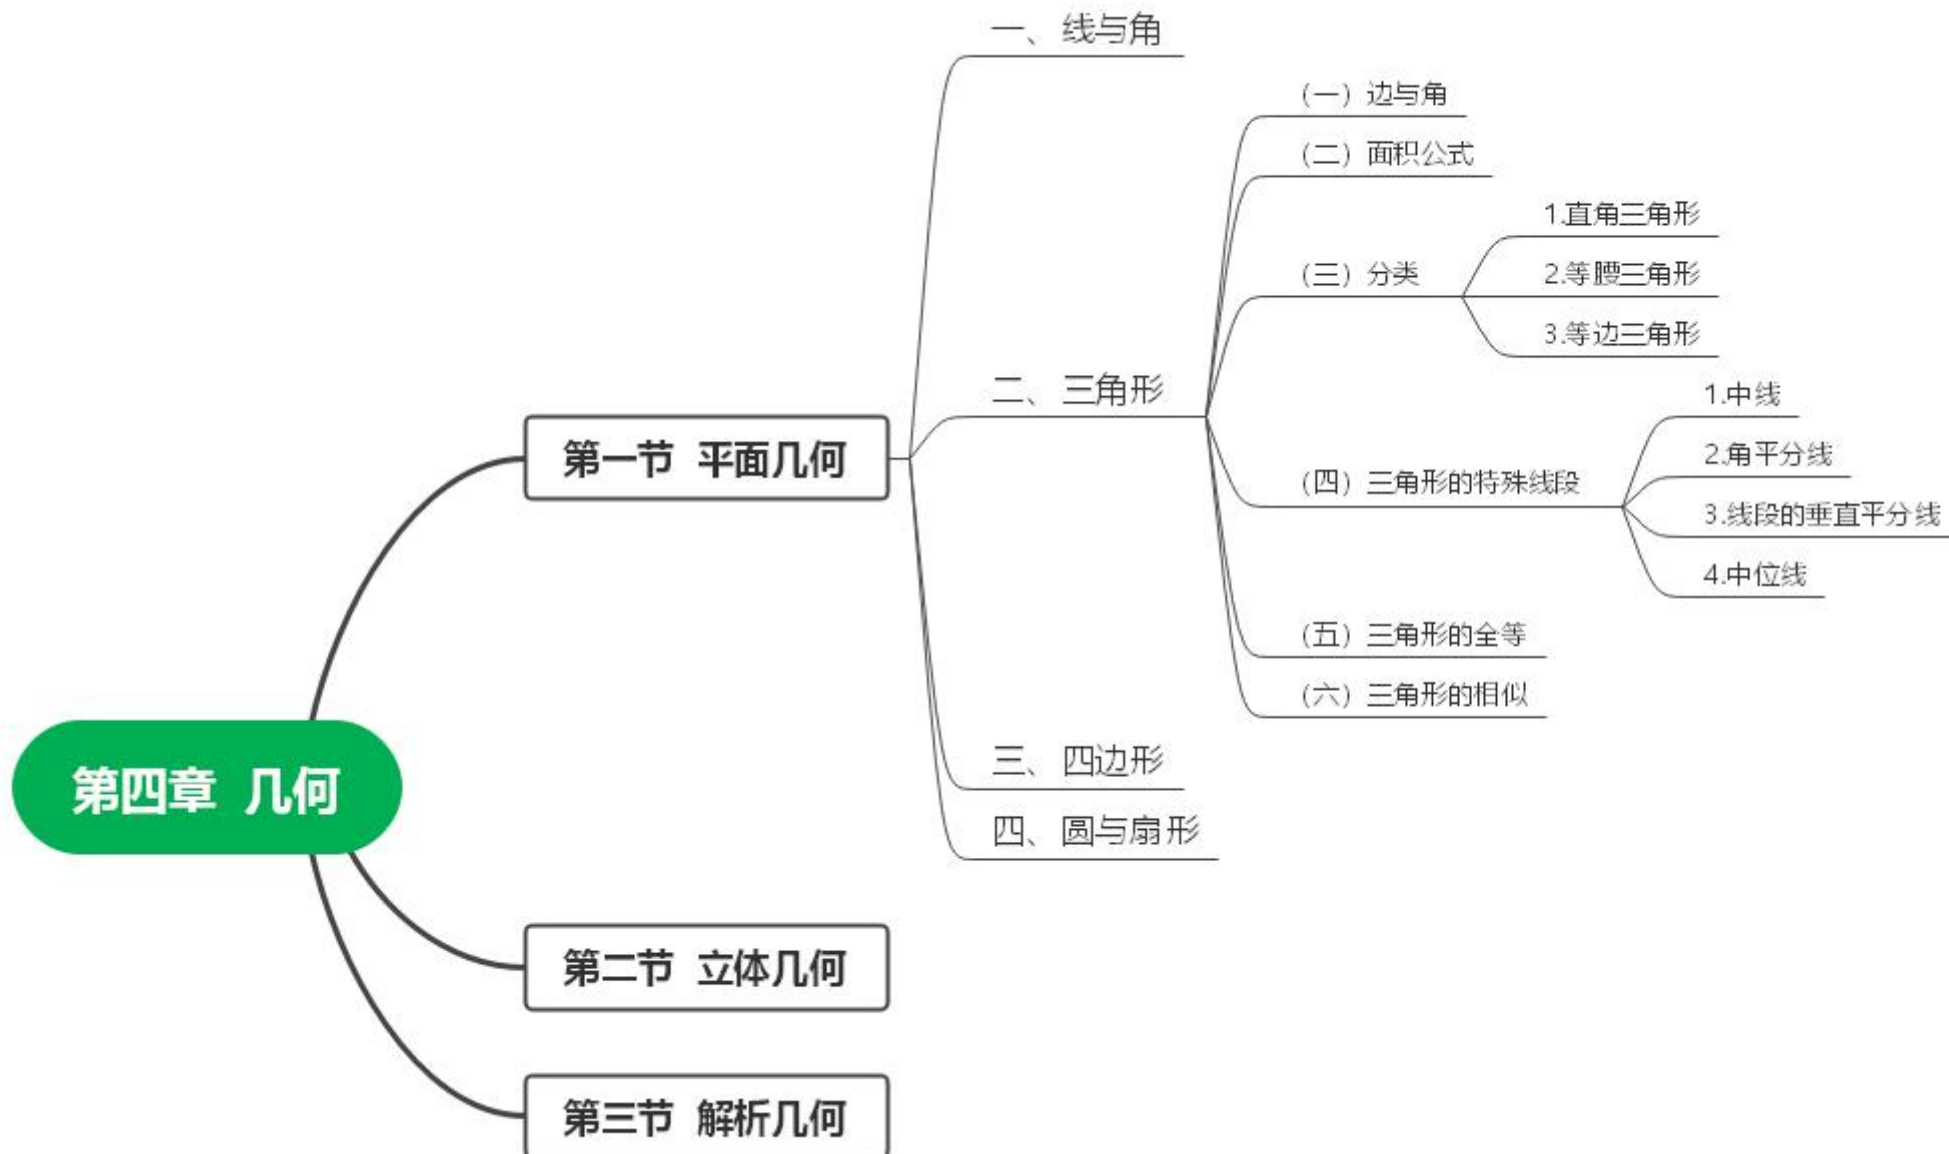 第四章 几何
第一节 平面几何
一、线与角
二、三角形
（一）边与角
（二）面积公式
（三）分类
1.直角三角形
2.等腰三角形
3.等边三角形
（四）三角形的特殊线段
1.中线
2.角平分线
3.线段的垂直平分线
4.中位线
（五）三角形的全等
（六）三角形的相似
三、四边形
四、圆与扇形
第二节 立体几何
第三节 解析几何